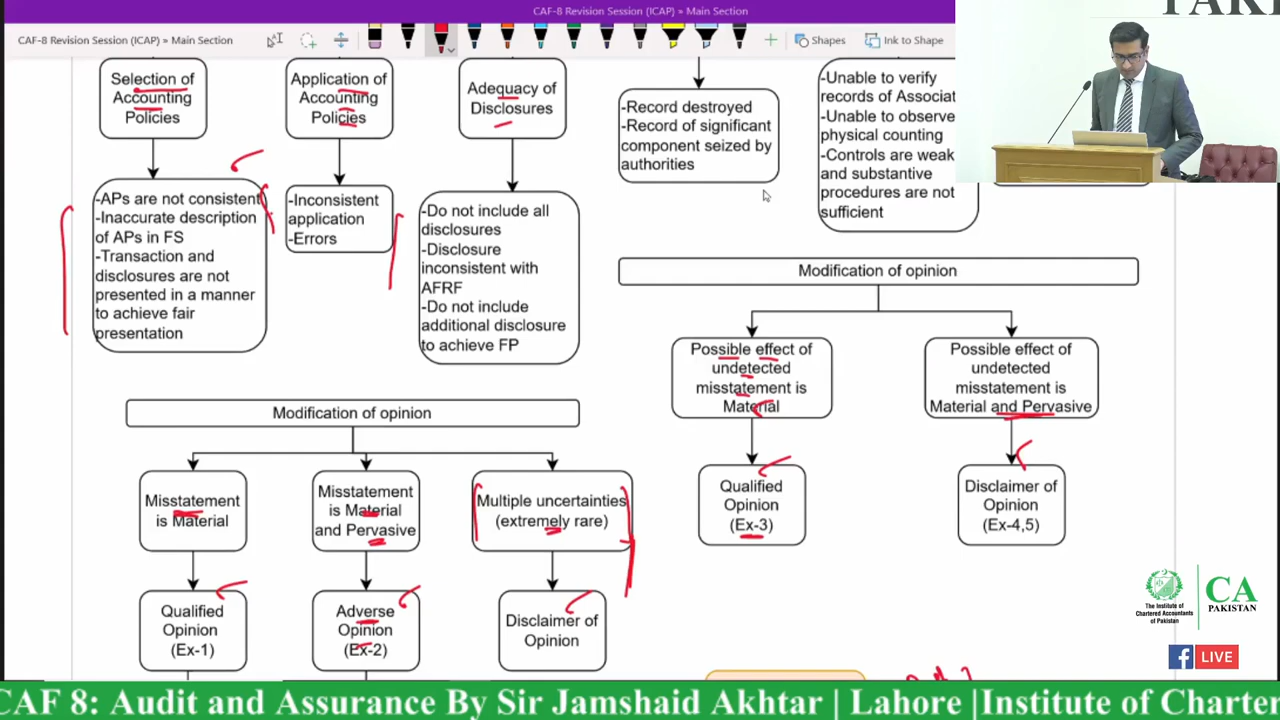 CAF-8 Revision Session (ICAP) » Main Section
CAF-8 Revision Session (ICAP) » Main Section
Shapes
Ink to Shape
Selection of
Accounting
Policies
Application of
Accounting
Policies
Adequacy of
Disclosures
-APs are not consistent
-Inaccurate description
of APs in FS
-Transaction and
disclosures are not
presented in a manner
to achieve fair
presentation
-Inconsistent
application
-Errors
-Do not include all
disclosures
-Disclosure
inconsistent with
AFRF
-Do not include
additional disclosure
to achieve FP
-Record destroyed
-Record of significant
component seized by
authorities
-Unable to verify
records of Associat
-Unable to observe
physical counting
-Controls are weak
and substantive
procedures are not
sufficient
Modification of opinion
Misstatement
is Material
Misstatement
is Material
and Pervasive
Multiple uncertainties
(extremely rare)
Qualified
Opinion
(Ex-1)
Adverse
Opinion
(Ex-2)
Disclaimer of
Opinion
Modification of opinion
Possible effect of
undetected
misstatement is
Material
Possible effect of
undetected
misstatement is
Material and Pervasive
Qualified
Opinion
(Ex-3)
Disclaimer of
Opinion
(Ex-4,5)
The Institute of
Chartered Accountants
of Pakistan
CA
PAKISTAN
f LIVE
CAF 8: Audit and Assurance By Sir Jamshaid Akhtar | Lahore |Institute of Charter